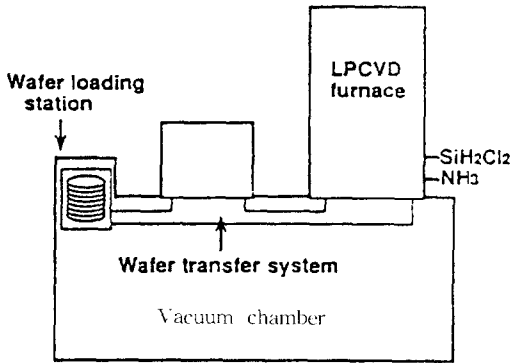 LPCVD
furnace
Wafer loading
station
SiH2Cl2
NH3
Wafer transfer system
Vacuum chamber